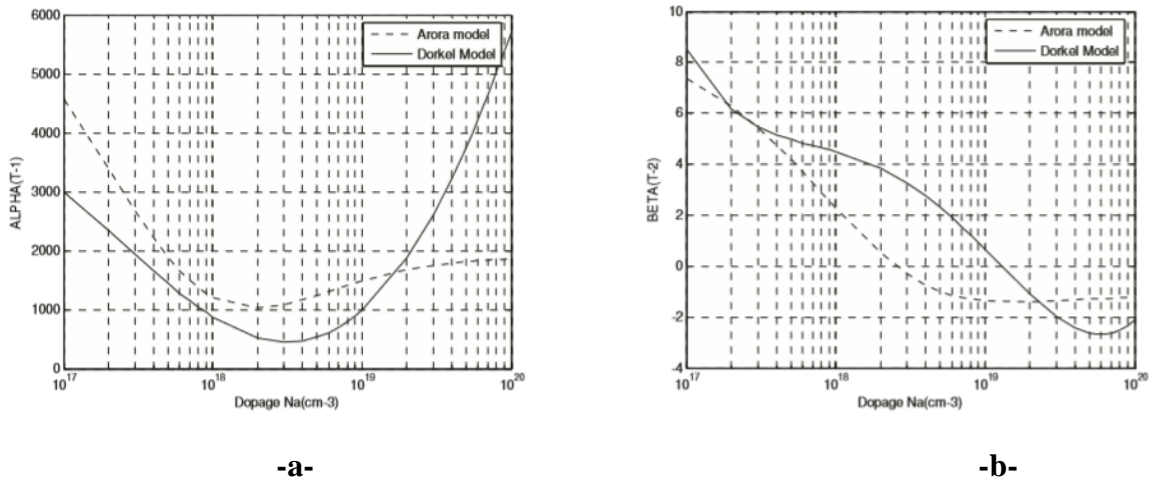 6000
5000
4000
3000
2000
1000
0
ALPHA(T-1)
Arora model
Dorkel Model
10^17
10^18
10^19
10^20
Dopage Na(cm-3)
-a-
10
8
6
4
2
0
-2
-4
BETA(T-2)
Arora model
Dorkel Model
10^17
10^18
10^19
10^20
Dopage Na(cm-3)
-b-